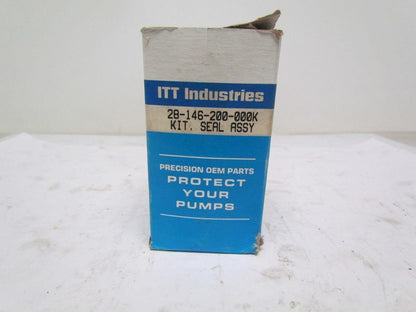 ITT Industries
28-146-200-000K
KIT, SEAL ASSY
PRECISION OEM PARTS
PROTECT
YOUR
PUMPS